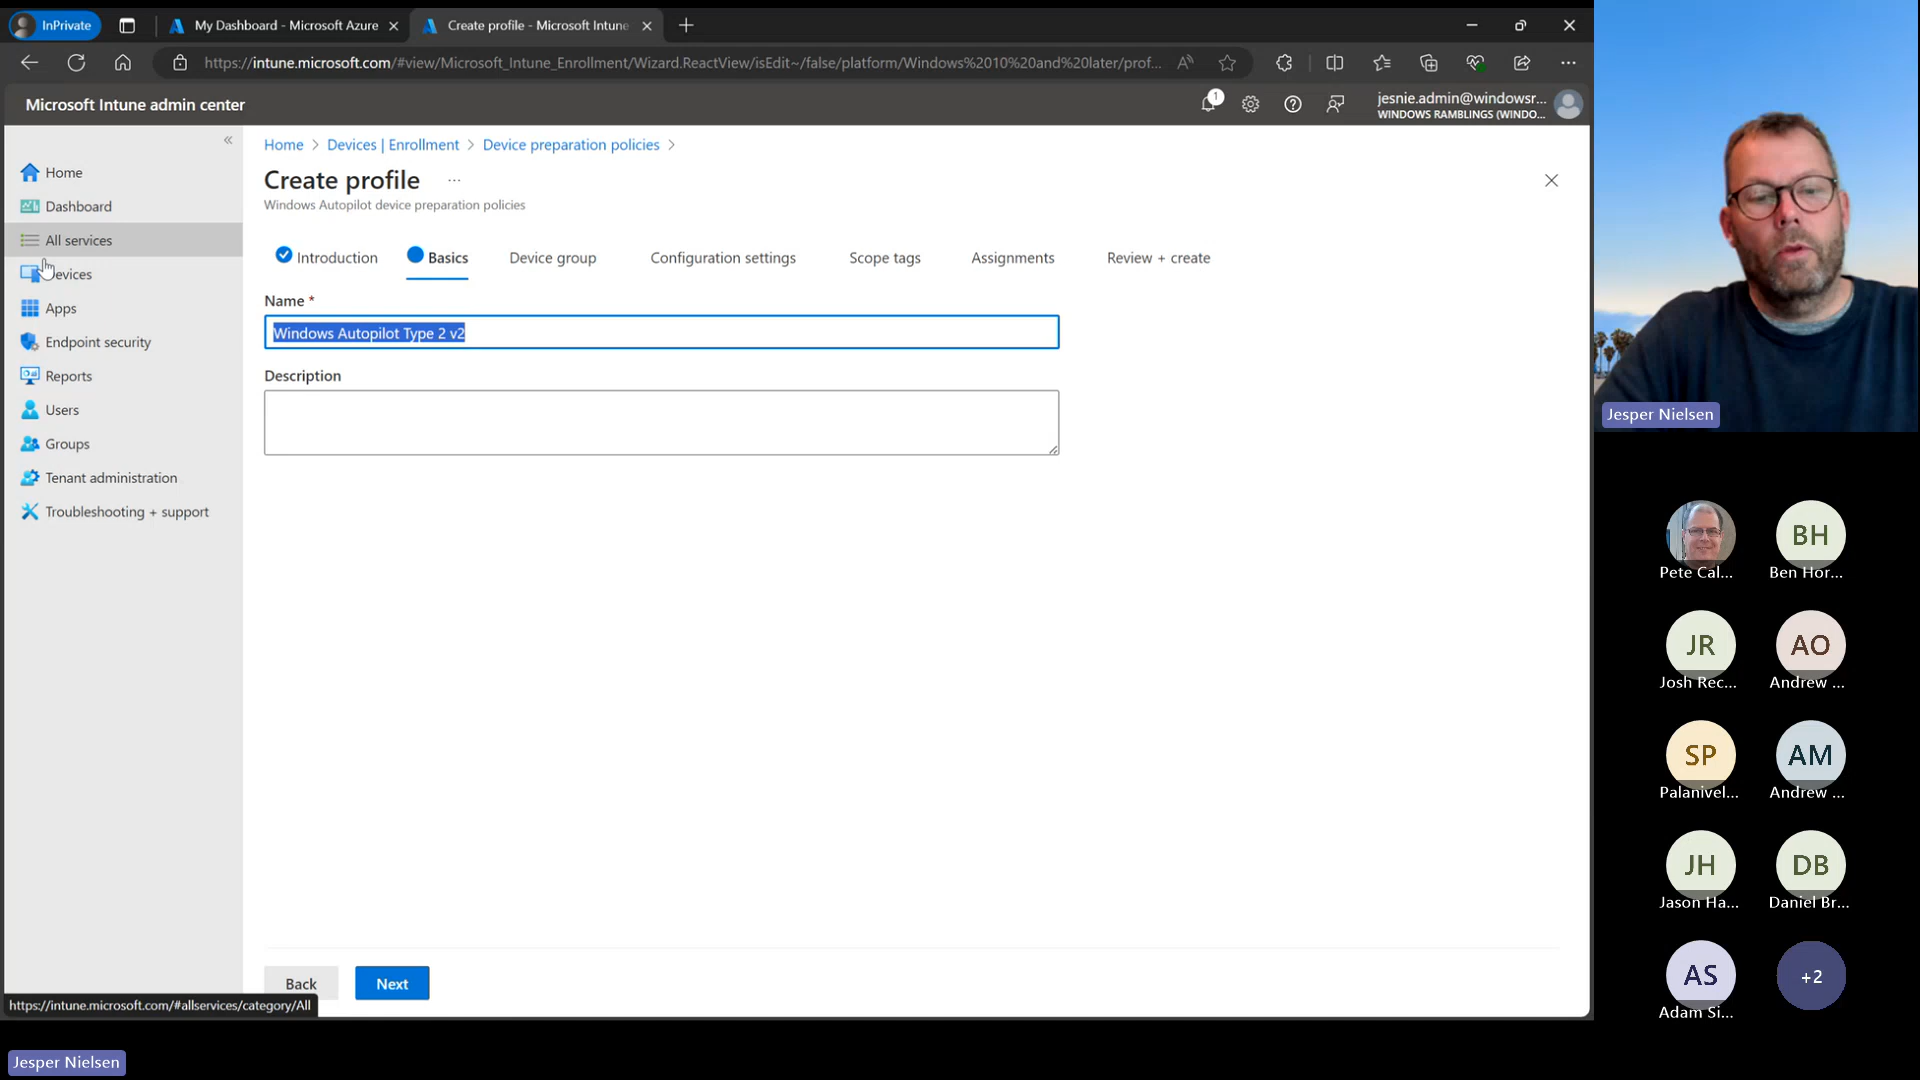 InPrivate
My Dashboard - Microsoft Azure
Create profile - Microsoft Intune
https://intune.microsoft.com/#view/Microsoft_Intune_Enrollment/Wizard.ReactView/isEdit~/false/platform/Windows%2010%20and%20later/prof...
Microsoft Intune admin center
1
jesnie.admin@windowsr...
WINDOWS RAMBLINGS (WINDO...
Home
Dashboard
All services
Devices
Apps
Endpoint security
Reports
Users
Groups
Tenant administration
Troubleshooting + support
Home > Devices | Enrollment > Device preparation policies >
Create profile ...
Windows Autopilot device preparation policies
Introduction
Basics
Device group
Configuration settings
Scope tags
Assignments
Review + create
Name *
Windows Autopilot Type 2 v2
Description
Back
Next
https://intune.microsoft.com/#allservices/category/All
Jesper Nielsen
Jesper Nielsen
Pete Cal...
BH
Ben Hor...
JR
Josh Rec...
AO
Andrew ...
SP
Palanivel...
AM
Andrew ...
JH
Jason Ha...
DB
Daniel Br...
AS
Adam Si...
+2